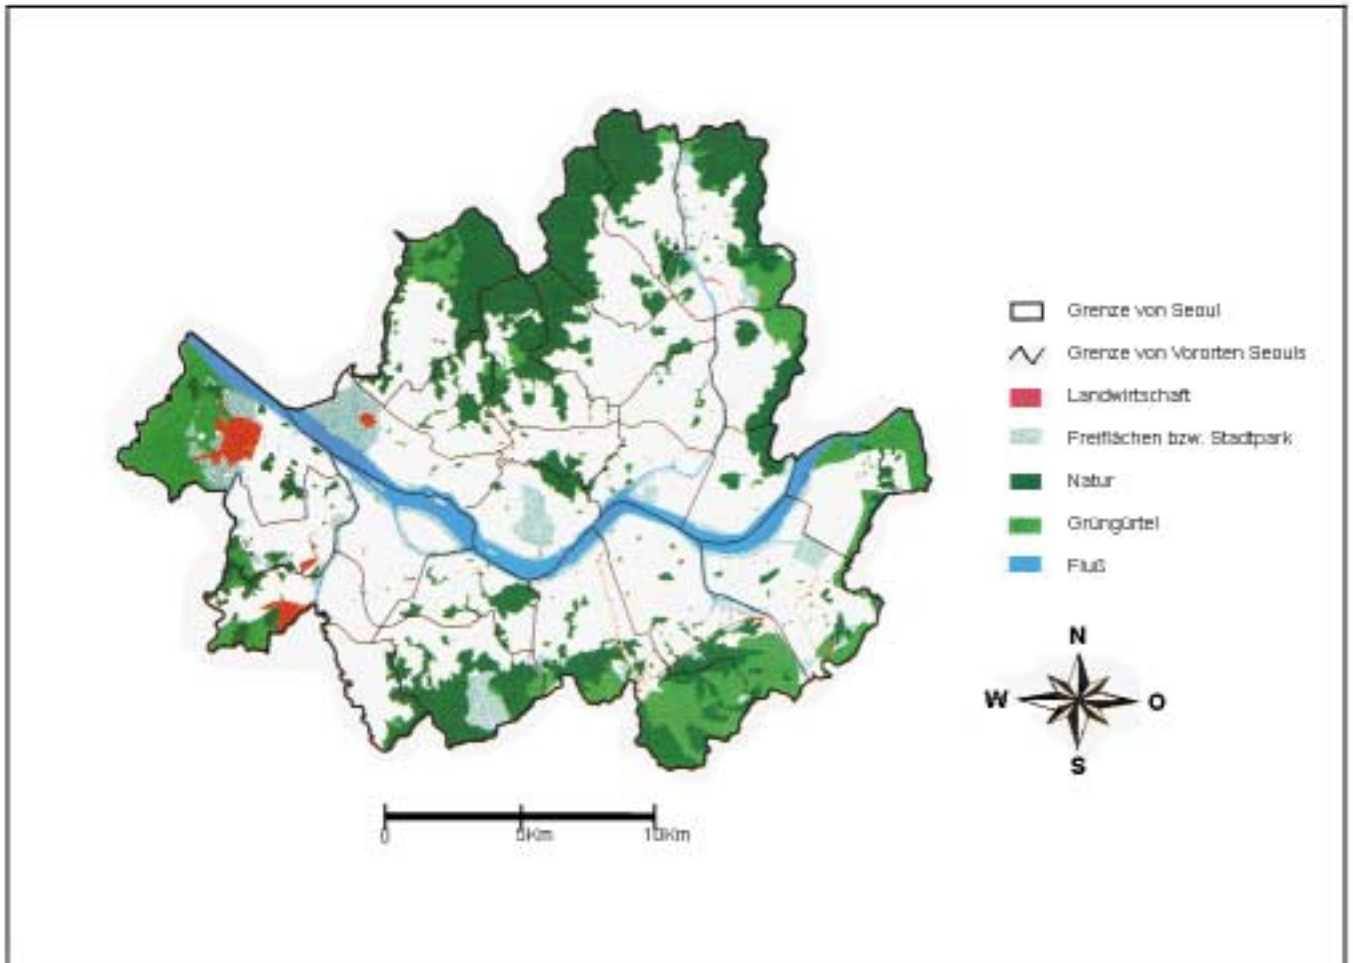 Grenze von Seoul
Grenze von Vororten Seouls
Landwirtschaft
Freiflächen bzw. Stadtpark
Natur
Grüngürtel
Fluß
N
W O
S
0 5Km 10Km